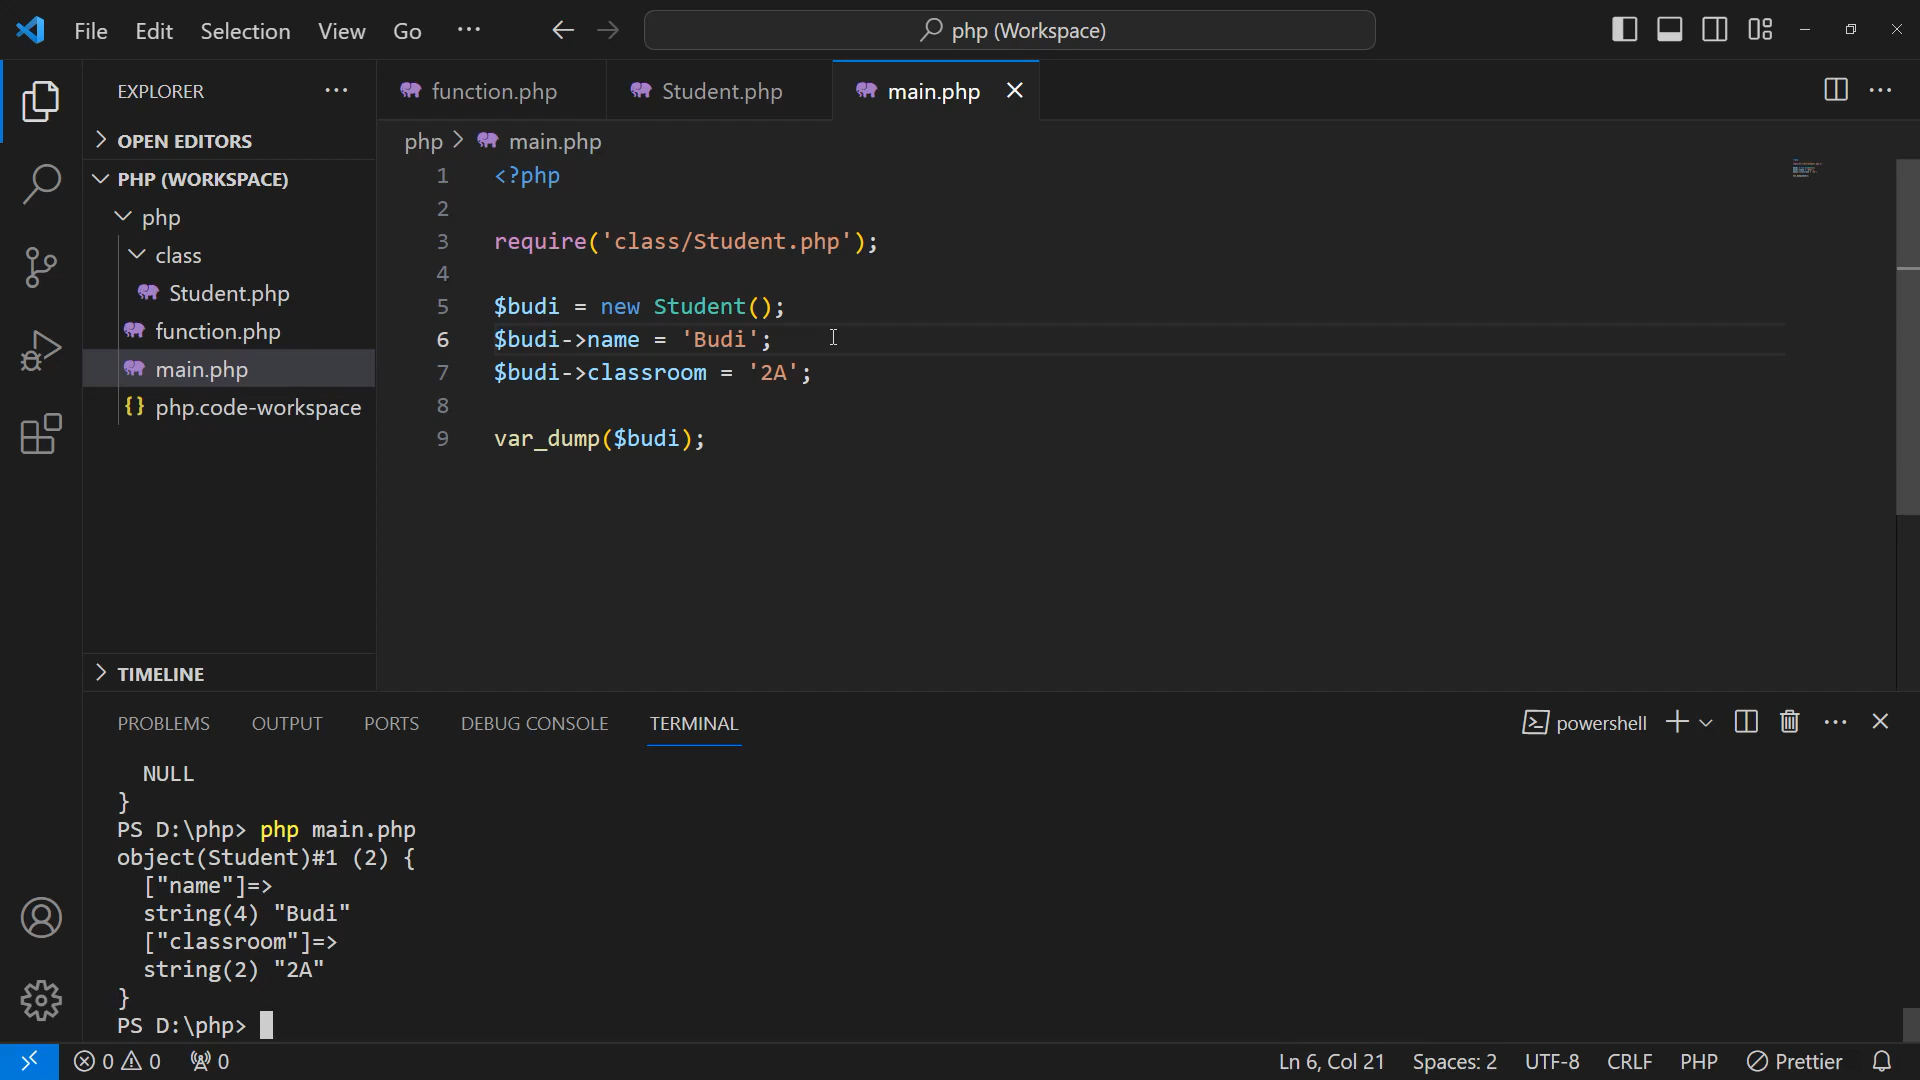 File Edit Selection View Go ··· php (Workspace)
EXPLORER ···
OPEN EDITORS
PHP (WORKSPACE)
php
class
Student.php
function.php
main.php
{} php.code-workspace
TIMELINE
function.php Student.php main.php
php > main.php
1 <?php
2
3 require('class/Student.php');
4
5 $budi = new Student();
6 $budi->name = 'Budi';
7 $budi->classroom = '2A';
8
9 var_dump($budi);
PROBLEMS OUTPUT PORTS DEBUG CONSOLE TERMINAL powershell
NULL
}
PS D:\php> php main.php
object(Student)#1 (2) {
["name"]=>
string(4) "Budi"
["classroom"]=>
string(2) "2A"
}
PS D:\php>
0 0 0 Ln 6, Col 21 Spaces: 2 UTF-8 CRLF PHP Prettier